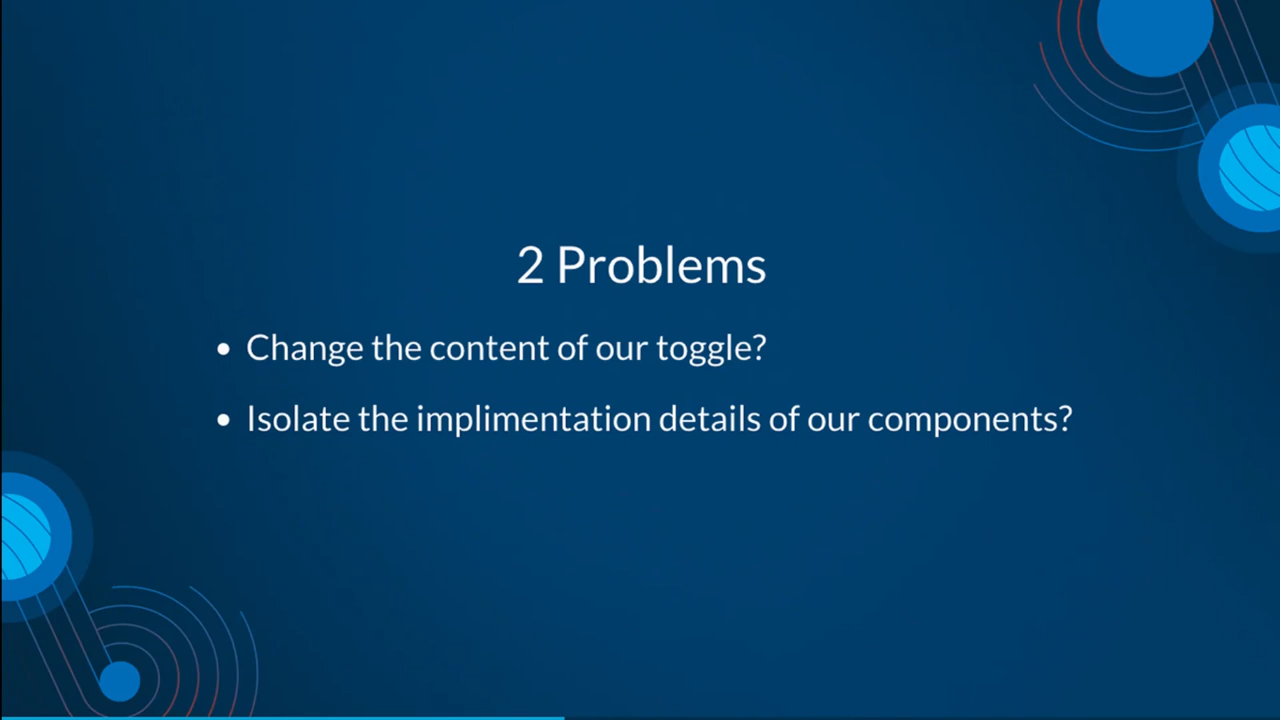 2 Problems
• Change the content of our toggle?
• Isolate the implimentation details of our components?